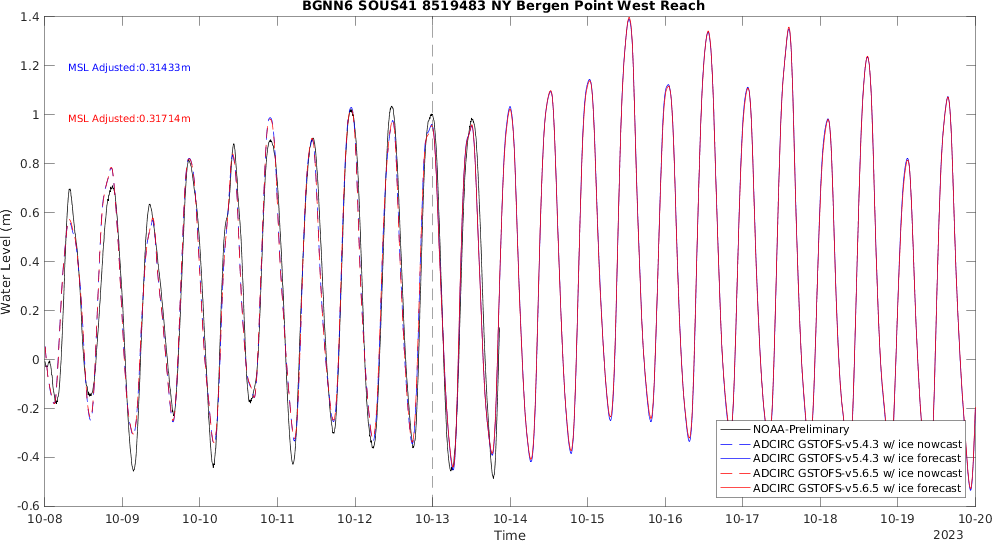 BGNN6 SOUS41 8519483 NY Bergen Point West Reach
1.4
1.2
1
0.8
0.6
0.4
0.2
0
-0.2
-0.4
-0.6
Water Level (m)
MSL Adjusted:0.31433m
MSL Adjusted:0.31714m
NOAA-Preliminary
ADCIRC GSTOFS-v5.4.3 w/ ice nowcast
ADCIRC GSTOFS-v5.4.3 w/ ice forecast
ADCIRC GSTOFS-v5.6.5 w/ ice nowcast
ADCIRC GSTOFS-v5.6.5 w/ ice forecast
10-08 10-09 10-10 10-11 10-12 10-13 10-14 10-15 10-16 10-17 10-18 10-19 10-20
Time
2023